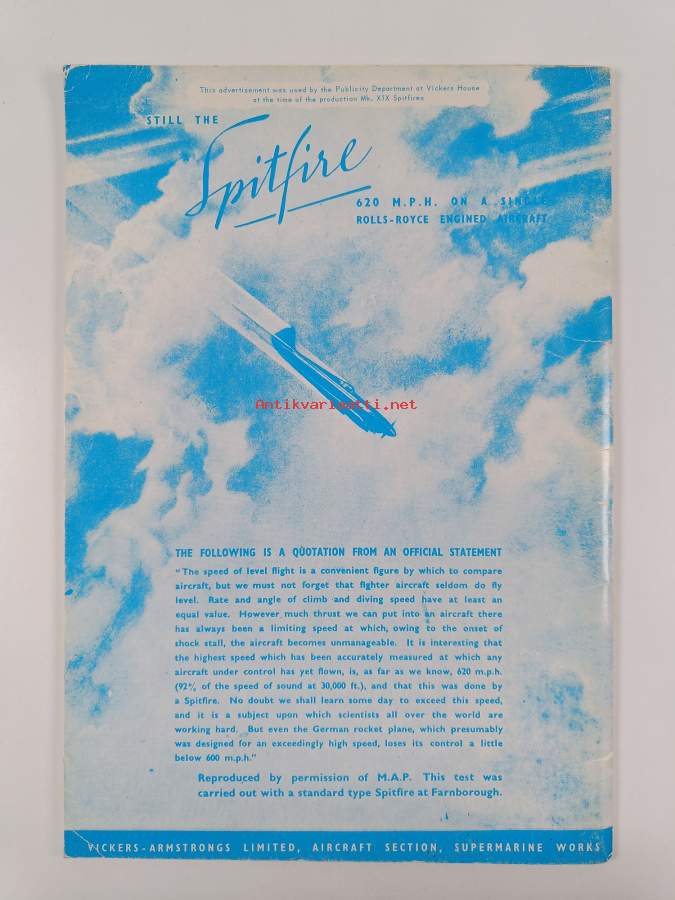 This advertisement was used by the Publicity Department at Vickers House
at the time of the production Mk. XIX Spitfires
STILL THE
Spitfire
620 M.P.H. ON A SINGLE
ROLLS-ROYCE ENGINED AIRCRAFT
Antikvariaatti.net
THE FOLLOWING IS A QUOTATION FROM AN OFFICIAL STATEMENT
"The speed of level flight is a convenient figure by which to compare
aircraft, but we must not forget that fighter aircraft seldom do fly
level. Rate and angle of climb and diving speed have at least an
equal value. However much thrust we can put into an aircraft there
has always been a limiting speed at which, owing to the onset of
shock stall, the aircraft becomes unmanageable. It is interesting that
the highest speed which has been accurately measured at which any
aircraft under control has yet flown, is, as far as we know, 620 m.p.h.
(92% of the speed of sound at 30,000 ft.), and that this was done by
a Spitfire. No doubt we shall learn some day to exceed this speed,
and it is a subject upon which scientists all over the world are
working hard. But even the German rocket plane, which presumably
was designed for an exceedingly high speed, loses its control a little
below 600 m.p.h."
Reproduced by permission of M.A.P. This test was
carried out with a standard type Spitfire at Farnborough.
VICKERS-ARMSTRONGS LIMITED, AIRCRAFT SECTION, SUPERMARINE WORKS